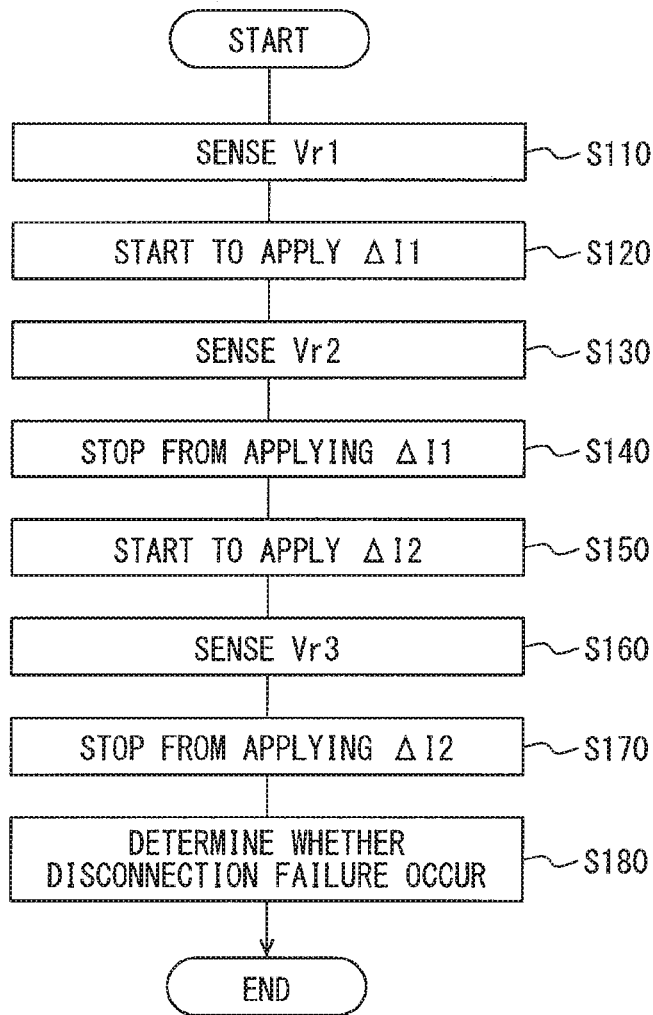 START
SENSE Vr1
S110
START TO APPLY ΔI1
S120
SENSE Vr2
S130
STOP FROM APPLYING ΔI1
S140
START TO APPLY ΔI2
S150
SENSE Vr3
S160
STOP FROM APPLYING ΔI2
S170
DETERMINE WHETHER
DISCONNECTION FAILURE OCCUR
S180
END